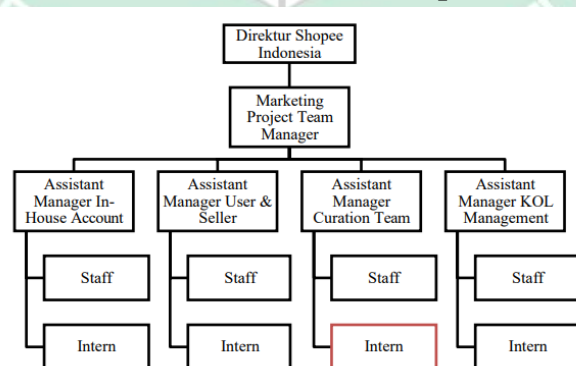 Direktur Shopee
Indonesia
Marketing
Project Team
Manager
Assistant
Manager In-
House Account
Assistant
Manager User &
Seller
Assistant
Manager
Curation Team
Assistant
Manager KOL
Management
Staff
Staff
Staff
Staff
Intern
Intern
Intern
Intern